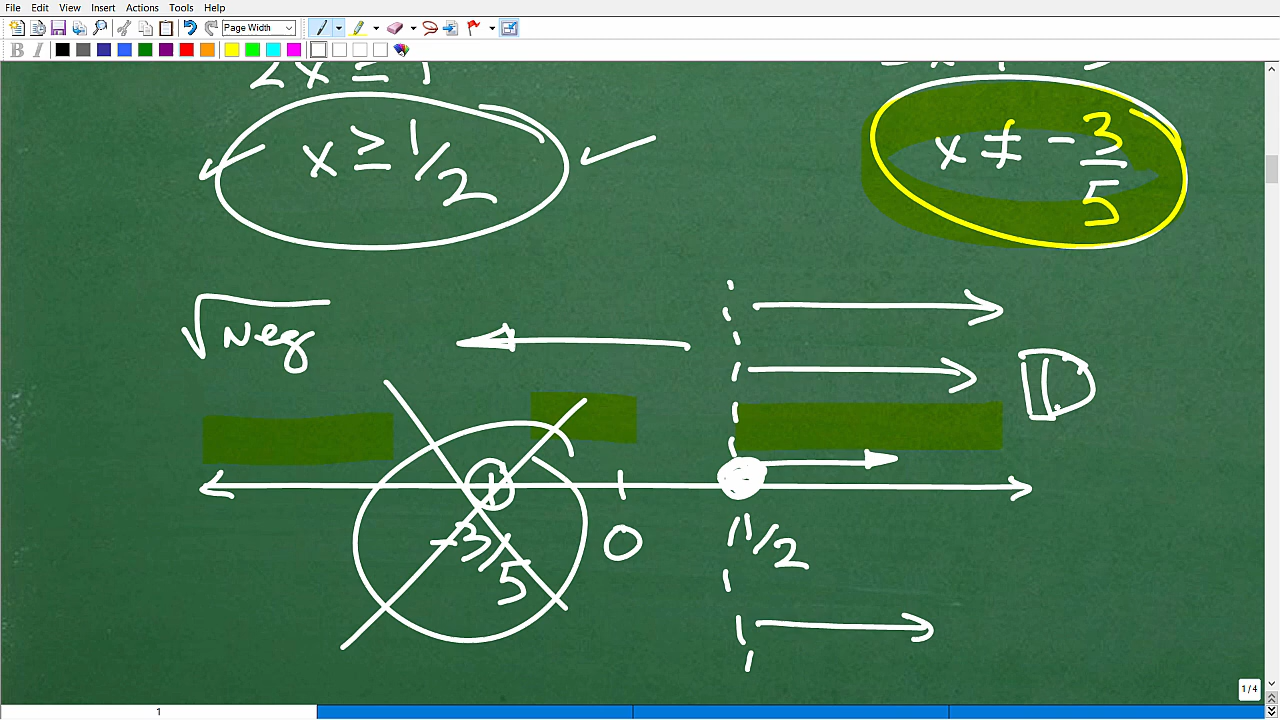 File Edit View Insert Actions Tools Help
Page Width
B I
x ≥ 1/2
x ≠ -3/5
√Neg
D
-3/5
0
1/2
1/4
1